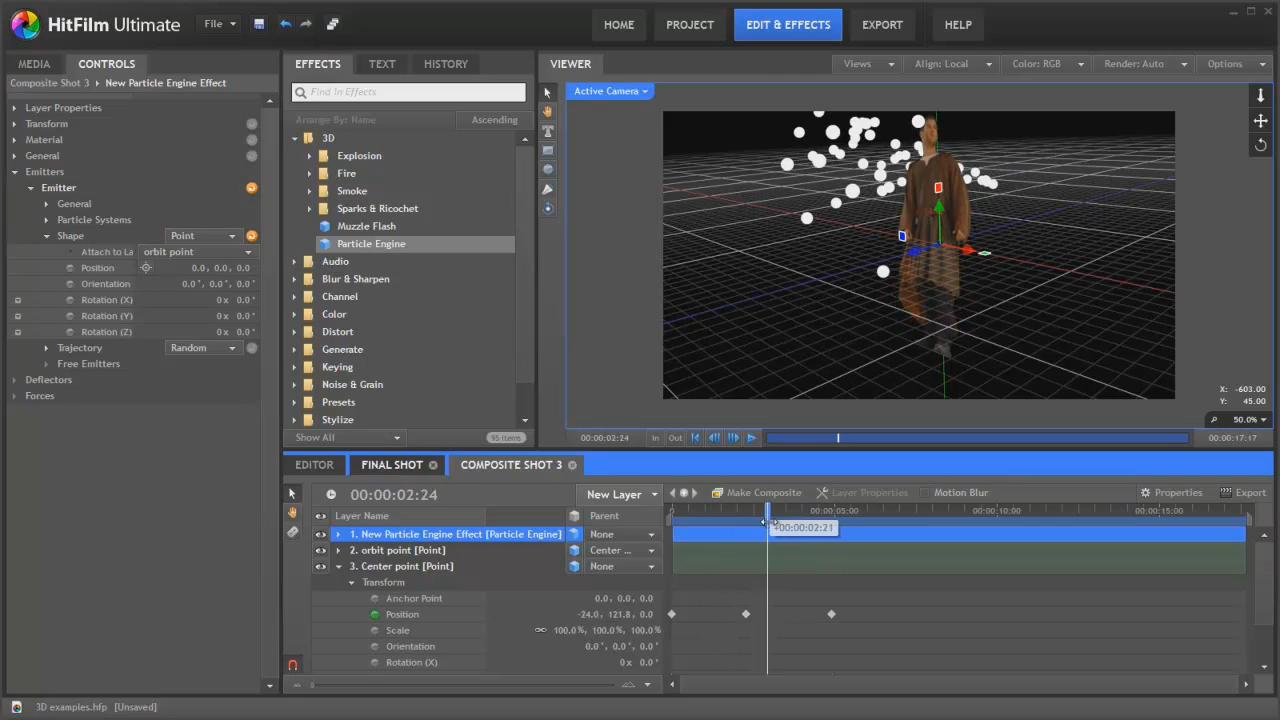 HitFilm Ultimate
File
HOME
PROJECT
EDIT & EFFECTS
EXPORT
HELP
MEDIA
CONTROLS
Composite Shot 3 New Particle Engine Effect
Layer Properties
Transform
Material
General
Emitters
Emitter
General
Particle Systems
Shape Point
Attach to La orbit point
Position 0.0, 0.0, 0.0
Orientation 0.0°, 0.0°, 0.0°
Rotation (X) 0 x 0.0°
Rotation (Y) 0 x 0.0°
Rotation (Z) 0 x 0.0°
Trajectory Random
Free Emitters
Deflectors
Forces
EFFECTS
TEXT
HISTORY
Find In Effects
Arrange By: Name
Ascending
3D
Explosion
Fire
Smoke
Sparks & Ricochet
Muzzle Flash
Particle Engine
Audio
Blur & Sharpen
Channel
Color
Distort
Generate
Keying
Noise & Grain
Presets
Stylize
Show All
95 items
VIEWER
Views
Align: Local
Color: RGB
Render: Auto
Options
Active Camera
X: -603.00
Y: 45.00
50.0%
00:00:02:24
In
Out
00:00:17:17
EDITOR
FINAL SHOT
COMPOSITE SHOT 3
00:00:02:24
New Layer
Make Composite
Layer Properties
Motion Blur
Properties
Export
Layer Name
Parent
0
00:00:05:00
00:00:10:00
00:00:15:00
+00:00:02:21
1. New Particle Engine Effect [Particle Engine] None
2. orbit point [Point] Center ...
3. Center point [Point] None
Transform
Anchor Point 0.0, 0.0, 0.0
Position -24.0, 121.8, 0.0
Scale 100.0%, 100.0%, 100.0%
Orientation 0.0°, 0.0°, 0.0°
Rotation (X) 0 x 0.0°
3D examples.hfp [Unsaved]